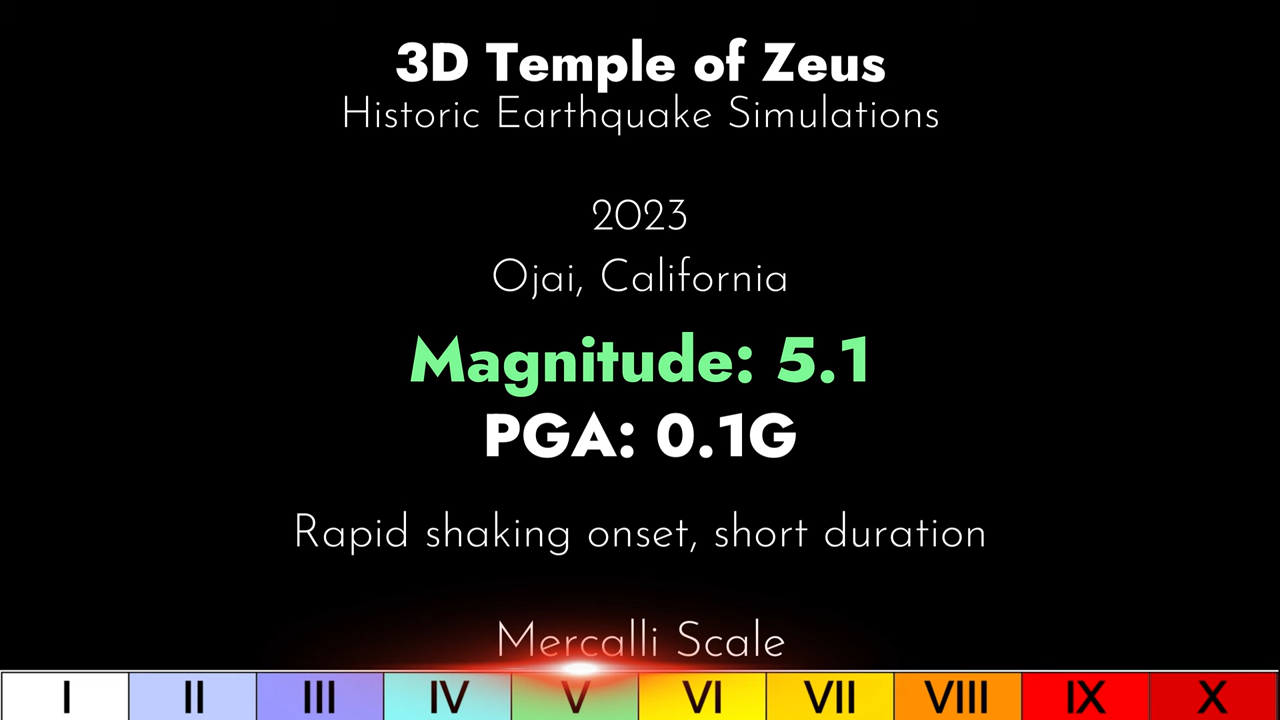 3D Temple of Zeus
Historic Earthquake Simulations
2023
Ojai, California
Magnitude: 5.1
PGA: 0.1G
Rapid shaking onset, short duration
Mercalli Scale
I II III IV V VI VII VIII IX X